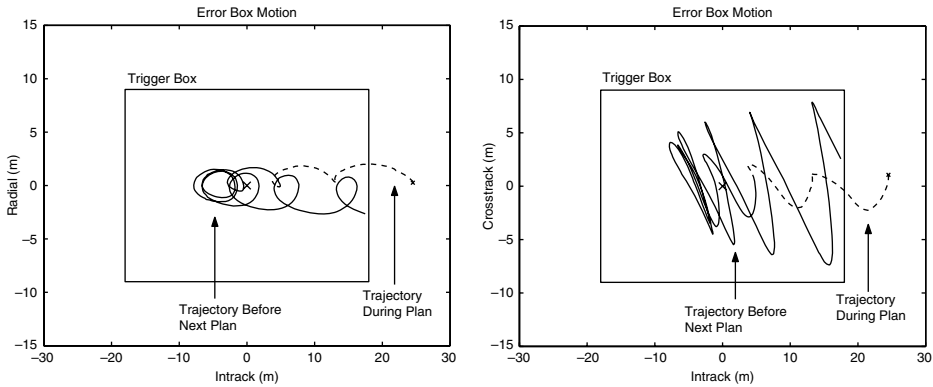 Error Box Motion
15
10
5
0
−5
−10
−15
Radial (m)
Trigger Box
Trajectory Before
Next Plan
Trajectory
During Plan
−30
−20
−10
0
10
20
30
Intrack (m)
Error Box Motion
15
10
5
0
−5
−10
−15
Crosstrack (m)
Trigger Box
Trajectory Before
Next Plan
Trajectory
During Plan
−30
−20
−10
0
10
20
30
Intrack (m)